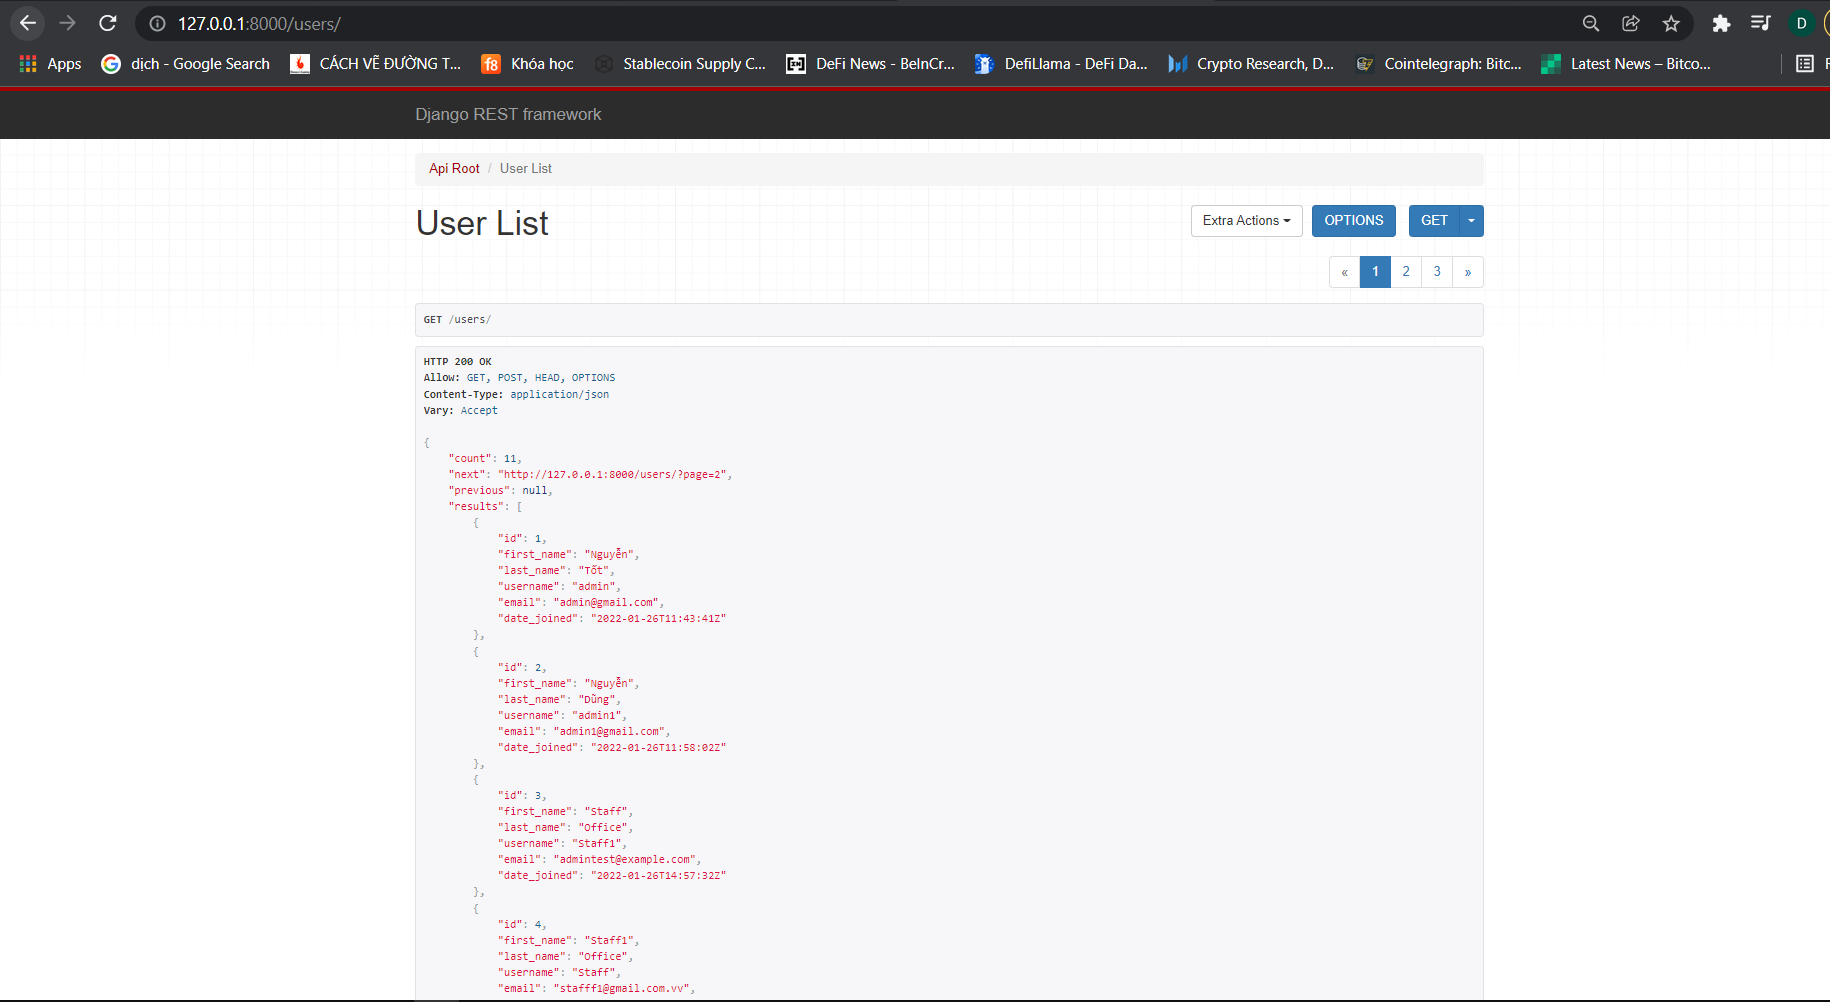 127.0.0.1:8000/users/
D
Apps
dịch - Google Search
CÁCH VẼ ĐƯỜNG T...
f8
Khóa học
Stablecoin Supply C...
DeFi News - BeInCr...
DefiLlama - DeFi Da...
Crypto Research, D...
Cointelegraph: Bitc...
Latest News – Bitco...
Django REST framework
Api Root / User List
User List
Extra Actions
OPTIONS
GET
« 1 2 3 »
GET /users/
HTTP 200 OK
Allow: GET, POST, HEAD, OPTIONS
Content-Type: application/json
Vary: Accept
{
"count": 11,
"next": "http://127.0.0.1:8000/users/?page=2",
"previous": null,
"results": [
{
"id": 1,
"first_name": "Nguyễn",
"last_name": "Tốt",
"username": "admin",
"email": "admin@gmail.com",
"date_joined": "2022-01-26T11:43:41Z"
},
{
"id": 2,
"first_name": "Nguyễn",
"last_name": "Dũng",
"username": "admin1",
"email": "admin1@gmail.com",
"date_joined": "2022-01-26T11:58:02Z"
},
{
"id": 3,
"first_name": "Staff",
"last_name": "Office",
"username": "Staff1",
"email": "admintest@example.com",
"date_joined": "2022-01-26T14:57:32Z"
},
{
"id": 4,
"first_name": "Staff1",
"last_name": "Office",
"username": "Staff",
"email": "stafff1@gmail.com.vv",